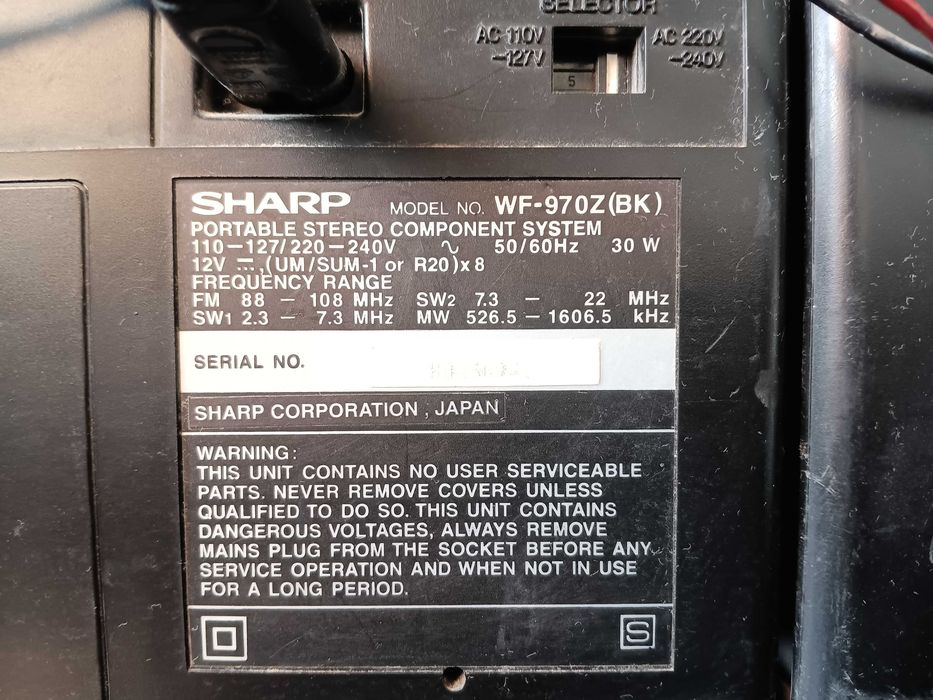 SELECTOR
AC 110V
-127V
5
AC 220V
-240V
SHARP MODEL NO. WF-970Z(BK)
PORTABLE STEREO COMPONENT SYSTEM
110-127/220-240V ∿ 50/60Hz 30 W
12V ⎓,(UM/SUM-1 or R20)x8
FREQUENCY RANGE
FM 88 - 108 MHz SW2 7.3 - 22 MHz
SW1 2.3 - 7.3 MHz MW 526.5 - 1606.5 kHz
SERIAL NO.
SHARP CORPORATION, JAPAN
WARNING:
THIS UNIT CONTAINS NO USER SERVICEABLE
PARTS. NEVER REMOVE COVERS UNLESS
QUALIFIED TO DO SO. THIS UNIT CONTAINS
DANGEROUS VOLTAGES, ALWAYS REMOVE
MAINS PLUG FROM THE SOCKET BEFORE ANY
SERVICE OPERATION AND WHEN NOT IN USE
FOR A LONG PERIOD.
S